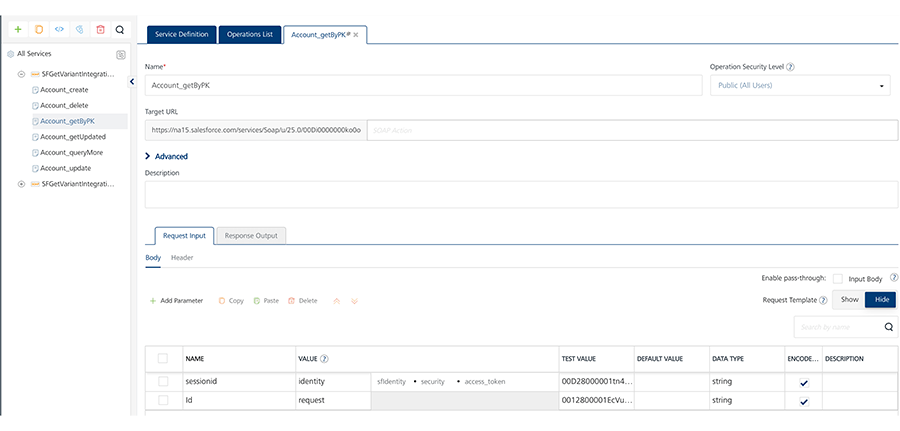 Service Definition
Operations List
Account_getByPK#
All Services
SFGetVariantIntegrati...
Account_create
Account_delete
Account_getByPK
Account_getUpdated
Account_queryMore
Account_update
SFGetVariantIntegrati...
Name*
Operation Security Level ?
Account_getByPK
Public (All Users)
Target URL
https://na15.salesforce.com/services/Soap/u/25.0/00Di0000000ko0o
SOAP Action
Advanced
Description
Request Input
Response Output
Body
Header
Enable pass-through: Input Body ?
+ Add Parameter Copy Paste Delete
Request Template ? Show Hide
Search by name
NAME VALUE ? TEST VALUE DEFAULT VALUE DATA TYPE ENCODE... DESCRIPTION
sessionid identity sfidentity • security • access_token 00D28000001tn4... string
Id request 0012800001EcVu... string